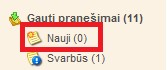 Gauti pranešimai (11)
Nauji (0)
Svarbūs (1)